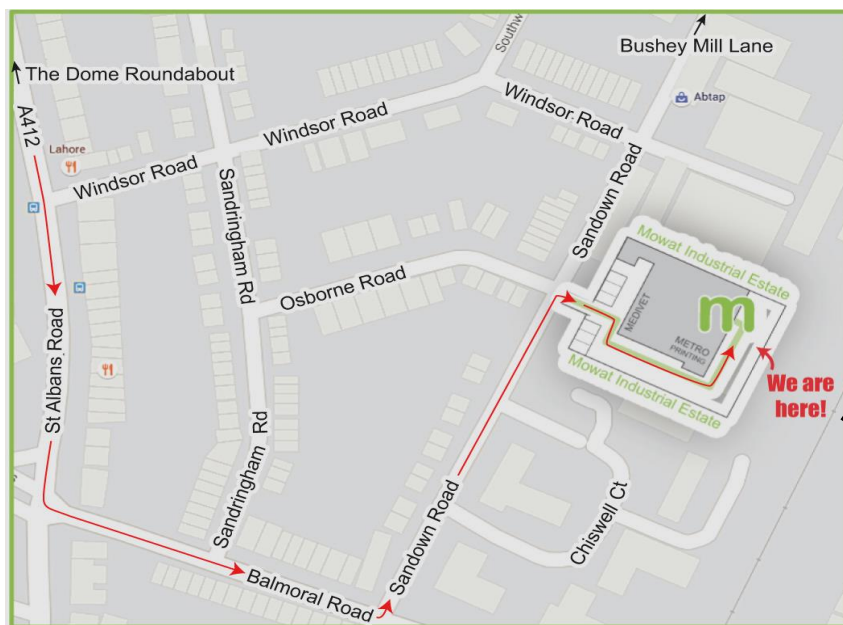 Bushey Mill Lane
Southw
The Dome Roundabout
A412
Lahore
Windsor Road
Windsor Road
Windsor Road
Abtap
Sandringham Rd
Sandown Road
Osborne Road
Mowat Industrial Estate
MEDIVET
METRO
PRINTING
m
Mowat Industrial Estate
We are
here!
St Albans Road
Sandringham Rd
Sandown Road
Chiswell Ct
Balmoral Road